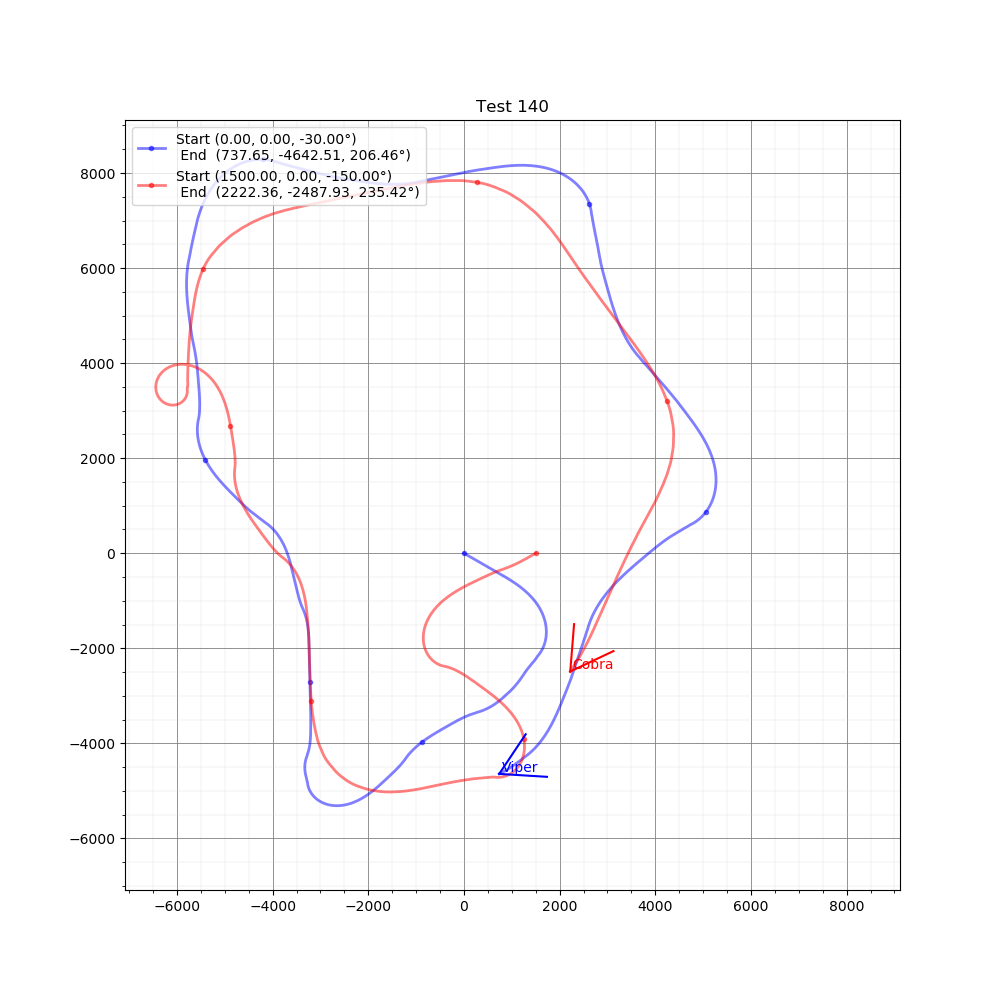 Test 140
Start (0.00, 0.00, -30.00°)
End  (737.65, -4642.51, 206.46°)
Start (1500.00, 0.00, -150.00°)
End  (2222.36, -2487.93, 235.42°)
8000
6000
4000
2000
0
−2000
Cobra
−4000
Viper
−6000
−6000 −4000 −2000 0 2000 4000 6000 8000